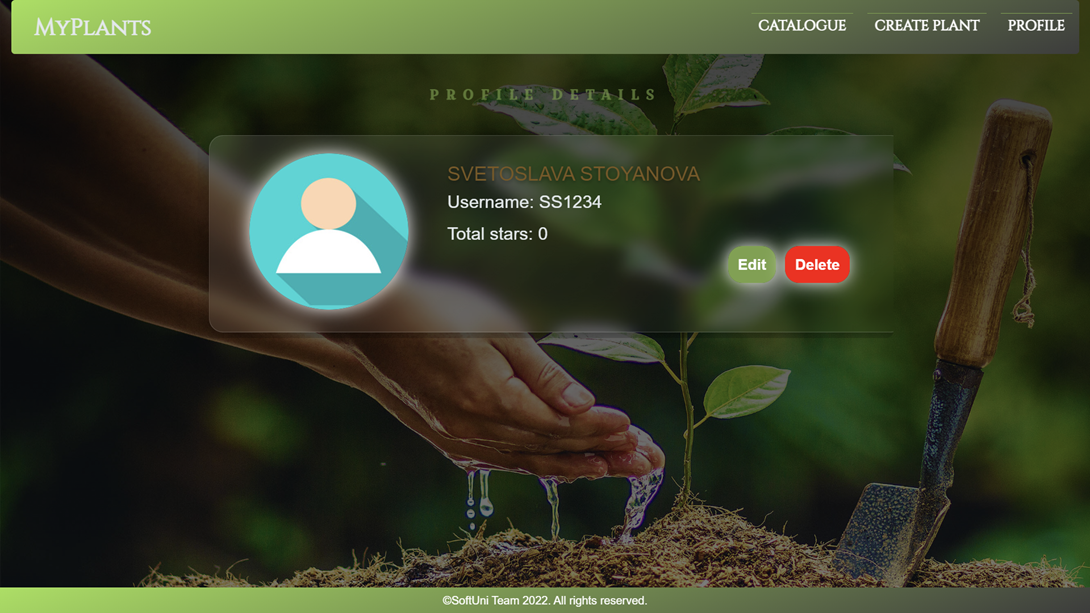 MYPLANTS
CATALOGUE CREATE PLANT PROFILE
PROFILE DETAILS
SVETOSLAVA STOYANOVA
Username: SS1234
Total stars: 0
Edit Delete
©SoftUni Team 2022. All rights reserved.